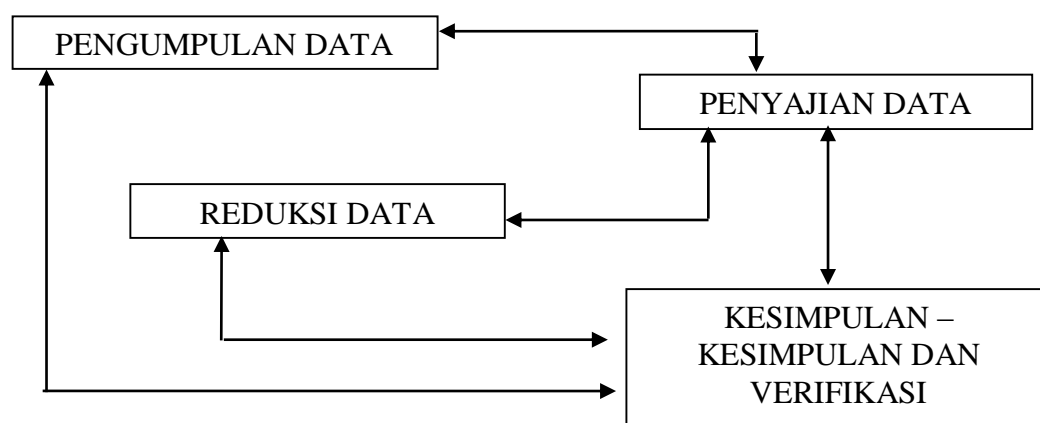 PENGUMPULAN DATA
PENYAJIAN DATA
REDUKSI DATA
KESIMPULAN –
KESIMPULAN DAN
VERIFIKASI